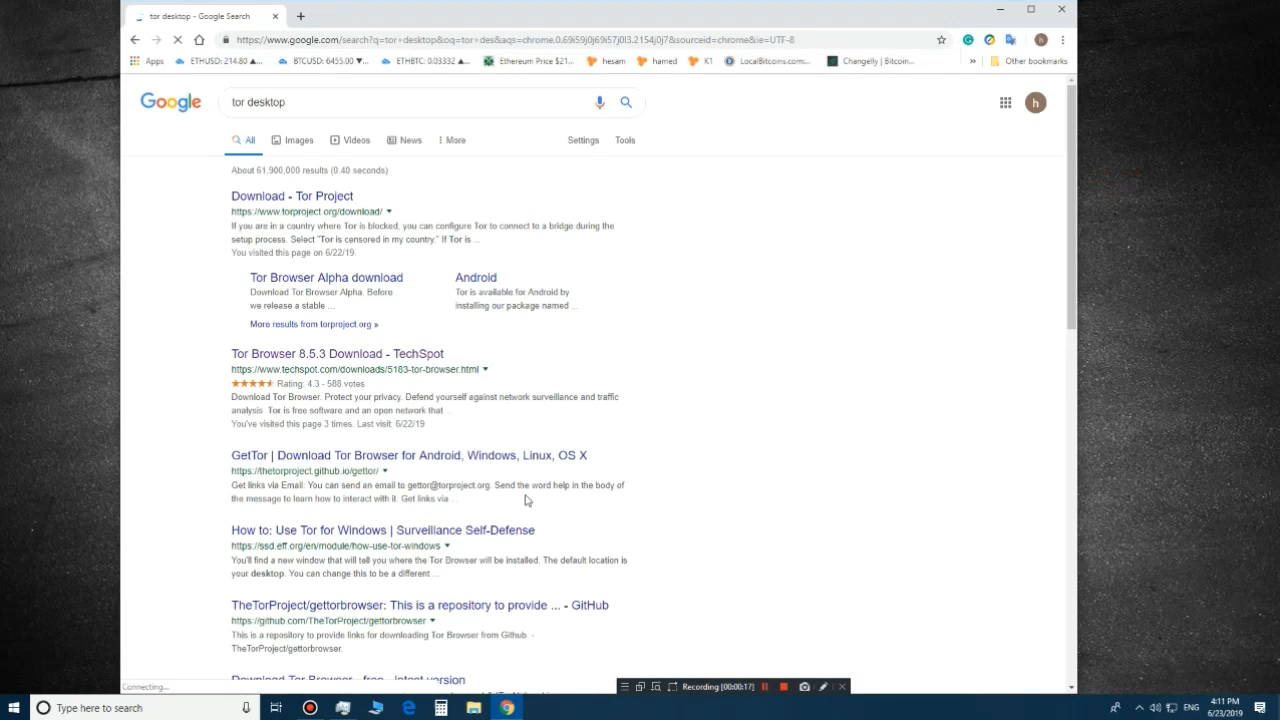 tor desktop - Google Search
https://www.google.com/search?q=tor+desktop&oq=tor+des&aqs=chrome.0.69i59j0j69i57j0l3.2154j0j7&sourceid=chrome&ie=UTF-8
Apps ETHUSD: 214.80 ▲... BTCUSD: 6455.00 ▼... ETHBTC: 0.03332 ▲... Ethereum Price $21... hesam hamed K1 LocalBitcoins.com... Changelly | Bitcoin... » Other bookmarks
Google tor desktop h
All Images Videos News More Settings Tools
About 61,900,000 results (0.40 seconds)
Download - Tor Project
https://www.torproject.org/download/
If you are in a country where Tor is blocked, you can configure Tor to connect to a bridge during the
setup process. Select "Tor is censored in my country." If Tor is ...
You visited this page on 6/22/19.
Tor Browser Alpha download Android
Download Tor Browser Alpha. Before Tor is available for Android by
we release a stable ... installing our package named ...
More results from torproject.org »
Tor Browser 8.5.3 Download - TechSpot
https://www.techspot.com/downloads/5183-tor-browser.html
Rating: 4.3 - 588 votes
Download Tor Browser. Protect your privacy. Defend yourself against network surveillance and traffic
analysis. Tor is free software and an open network that ...
You've visited this page 3 times. Last visit: 6/22/19
GetTor | Download Tor Browser for Android, Windows, Linux, OS X
https://thetorproject.github.io/gettor/
Get links via Email: You can send an email to gettor@torproject.org. Send the word help in the body of
the message to learn how to interact with it. Get links via ...
How to: Use Tor for Windows | Surveillance Self-Defense
https://ssd.eff.org/en/module/how-use-tor-windows
You'll find a new window that will tell you where the Tor Browser will be installed. The default location is
your desktop. You can change this to be a different ...
TheTorProject/gettorbrowser: This is a repository to provide ... - GitHub
https://github.com/TheTorProject/gettorbrowser
This is a repository to provide links for downloading Tor Browser from Github. -
TheTorProject/gettorbrowser.
Download Tor Browser - free - latest version
Connecting...
Recording [00:00:17]
Type here to search
ENG
4:11 PM
6/23/2019